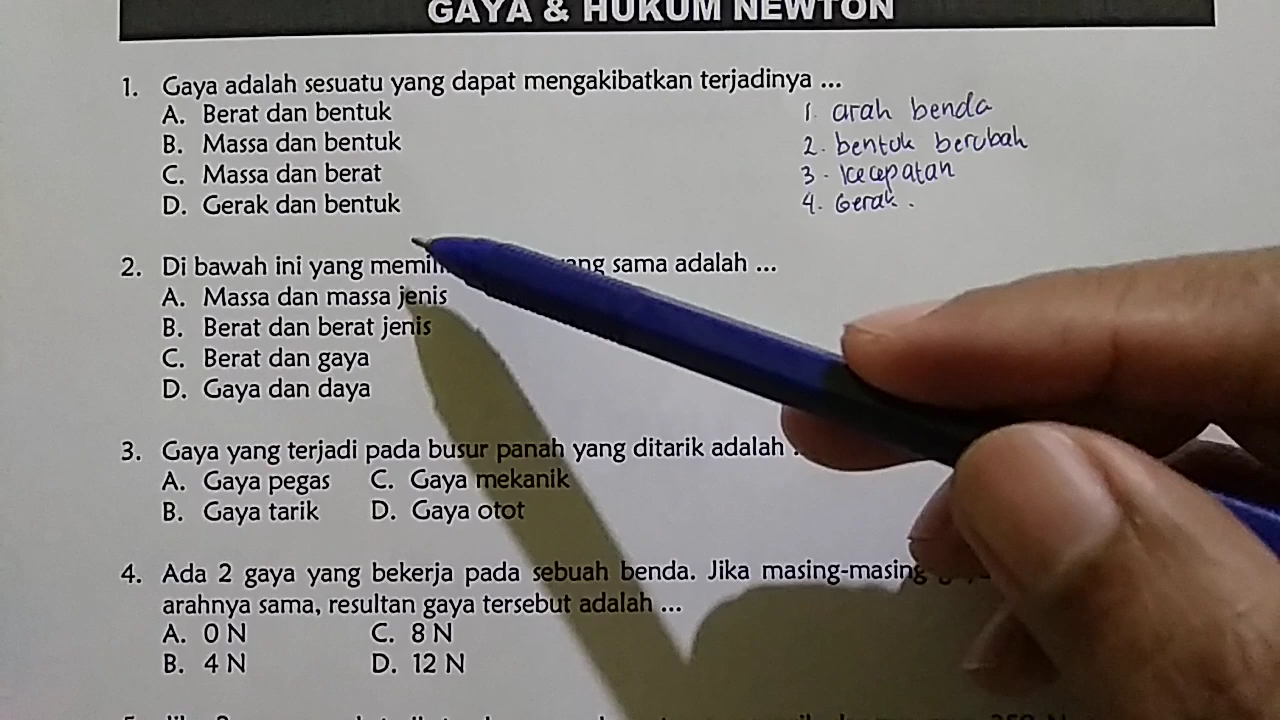 GAYA & HUKUM NEWTON
1. Gaya adalah sesuatu yang dapat mengakibatkan terjadinya ...
A. Berat dan bentuk
B. Massa dan bentuk
C. Massa dan berat
D. Gerak dan bentuk
1. arah benda
2. bentuk berubah
3. kecepatan
4. Gerak.
2. Di bawah ini yang sama adalah ...
A. Massa dan massa jenis
B. Berat dan berat jenis
C. Berat dan gaya
D. Gaya dan daya
3. Gaya yang terjadi pada busur panah yang ditarik adalah .
A. Gaya pegas C. Gaya mekanik
B. Gaya tarik D. Gaya otot
4. Ada 2 gaya yang bekerja pada sebuah benda. Jika masing-masing
arahnya sama, resultan gaya tersebut adalah ...
A. 0 N C. 8 N
B. 4 N D. 12 N